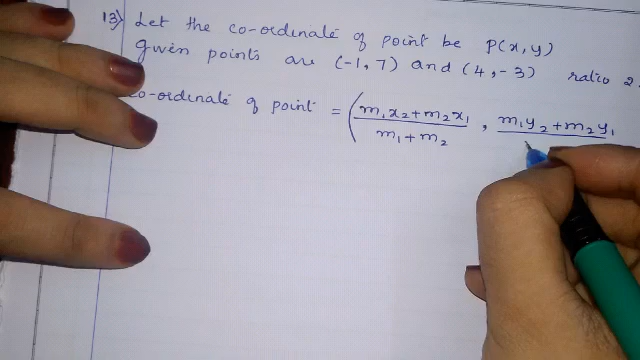 13) Let the co-ordinate of point be P(x, y)
Given points are (-1, 7) and (4, -3) ratio 2
co-ordinate of point = (m₁x₂+m₂x₁ / m₁+m₂ , m₁y₂+m₂y₁